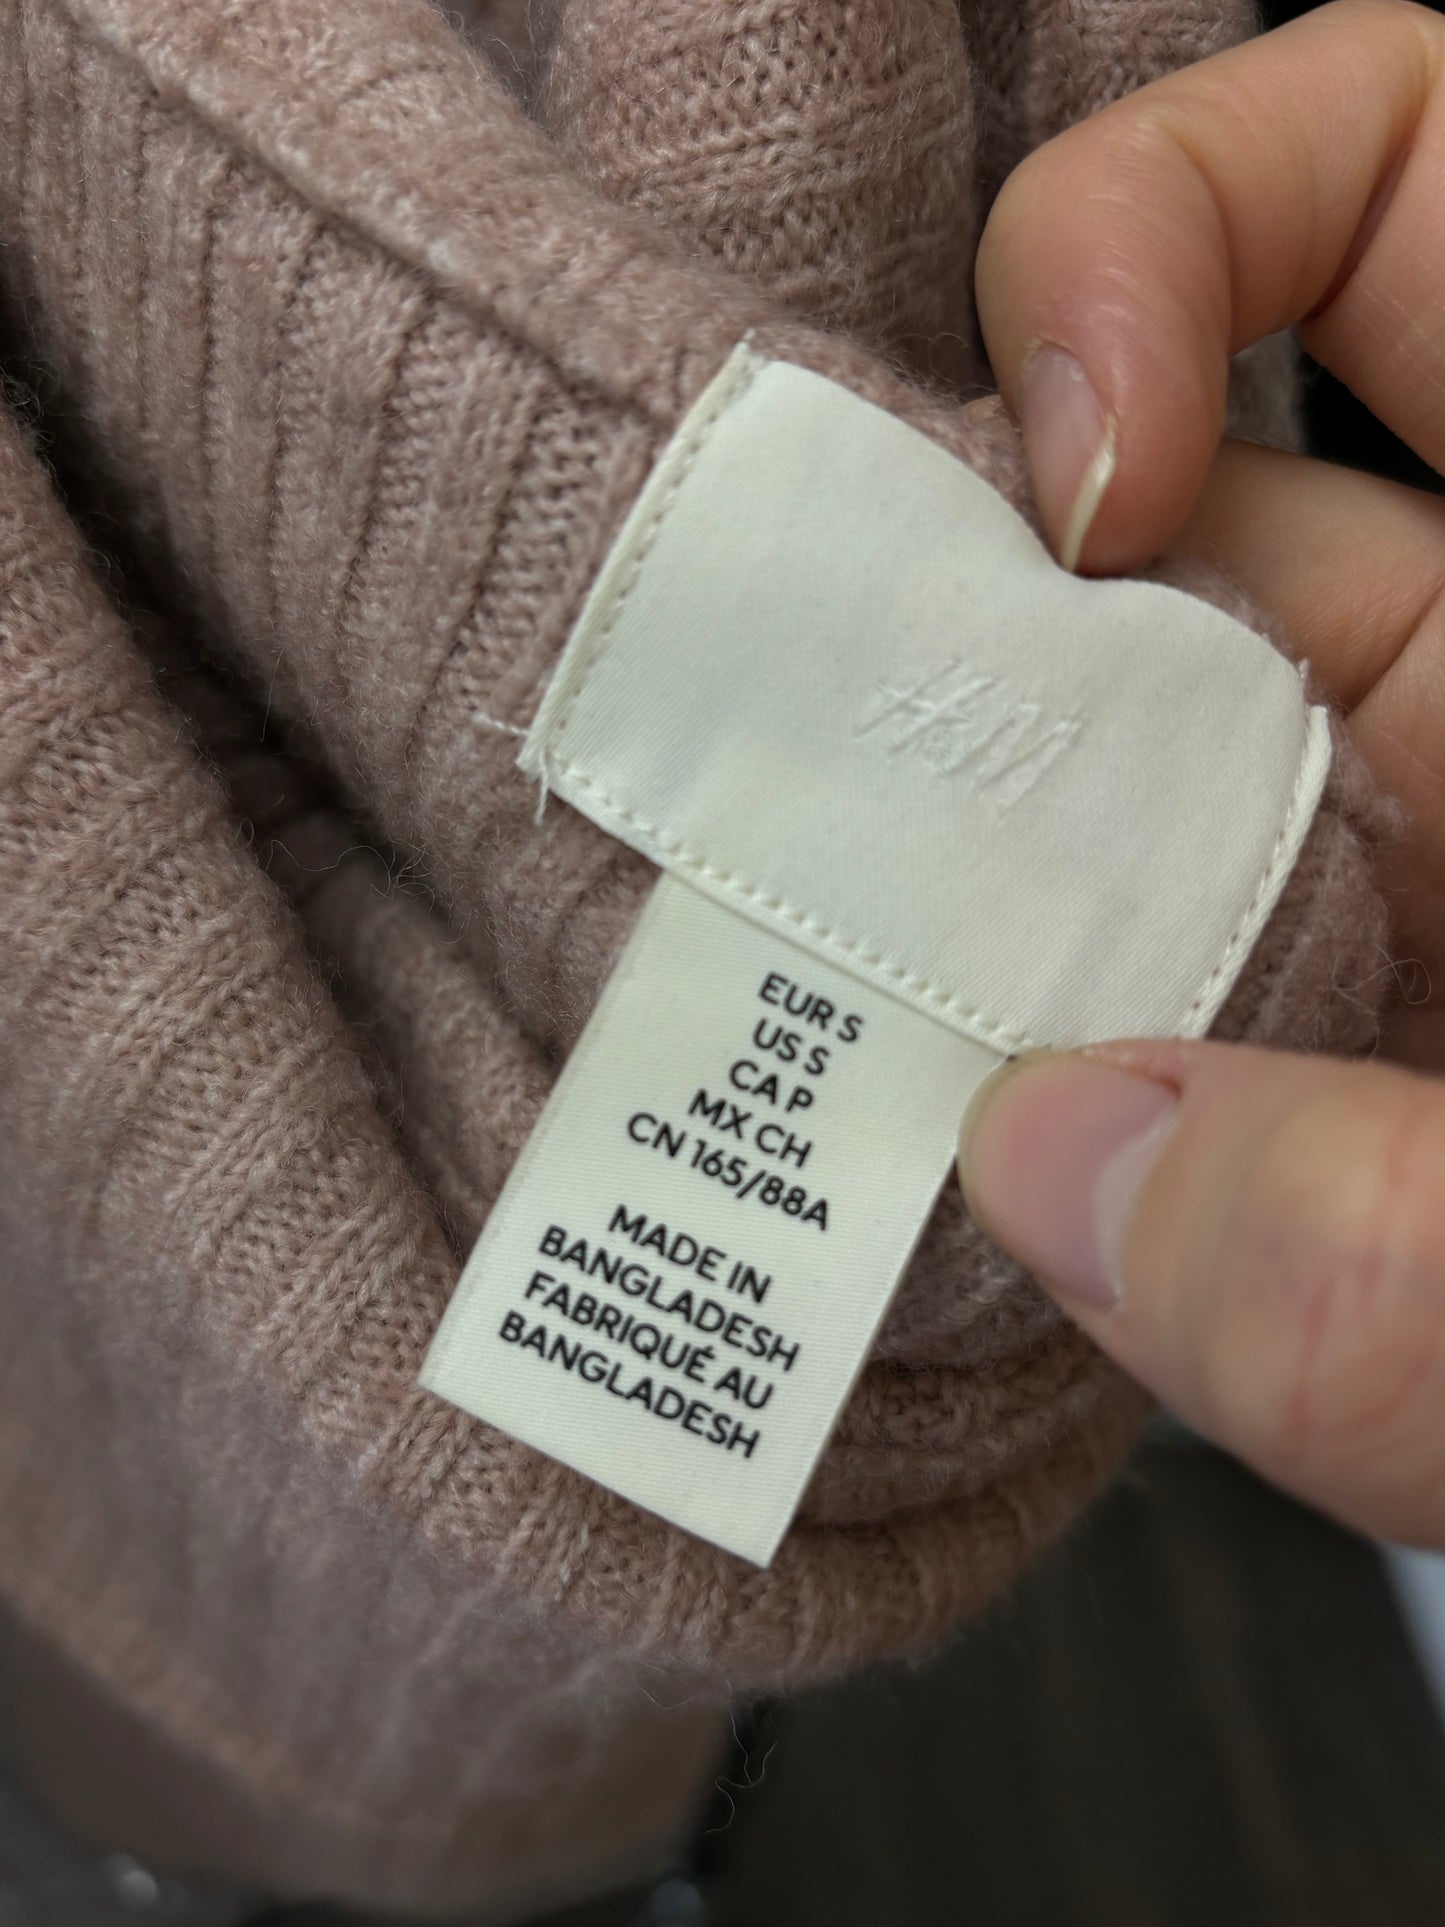 H&M
EUR S
US S
CA P
MX CH
CN 165/88A
MADE IN
BANGLADESH
FABRIQUÉ AU
BANGLADESH